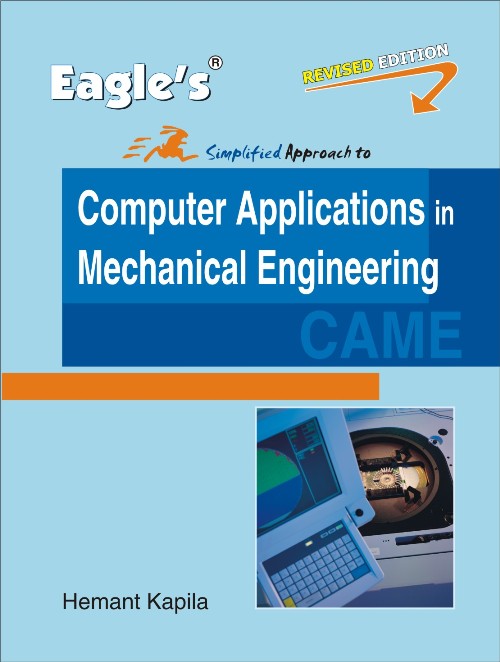 Eagle's®
REVISED EDITION
Simplified Approach to
Computer Applications in
Mechanical Engineering
CAME
Hemant Kapila